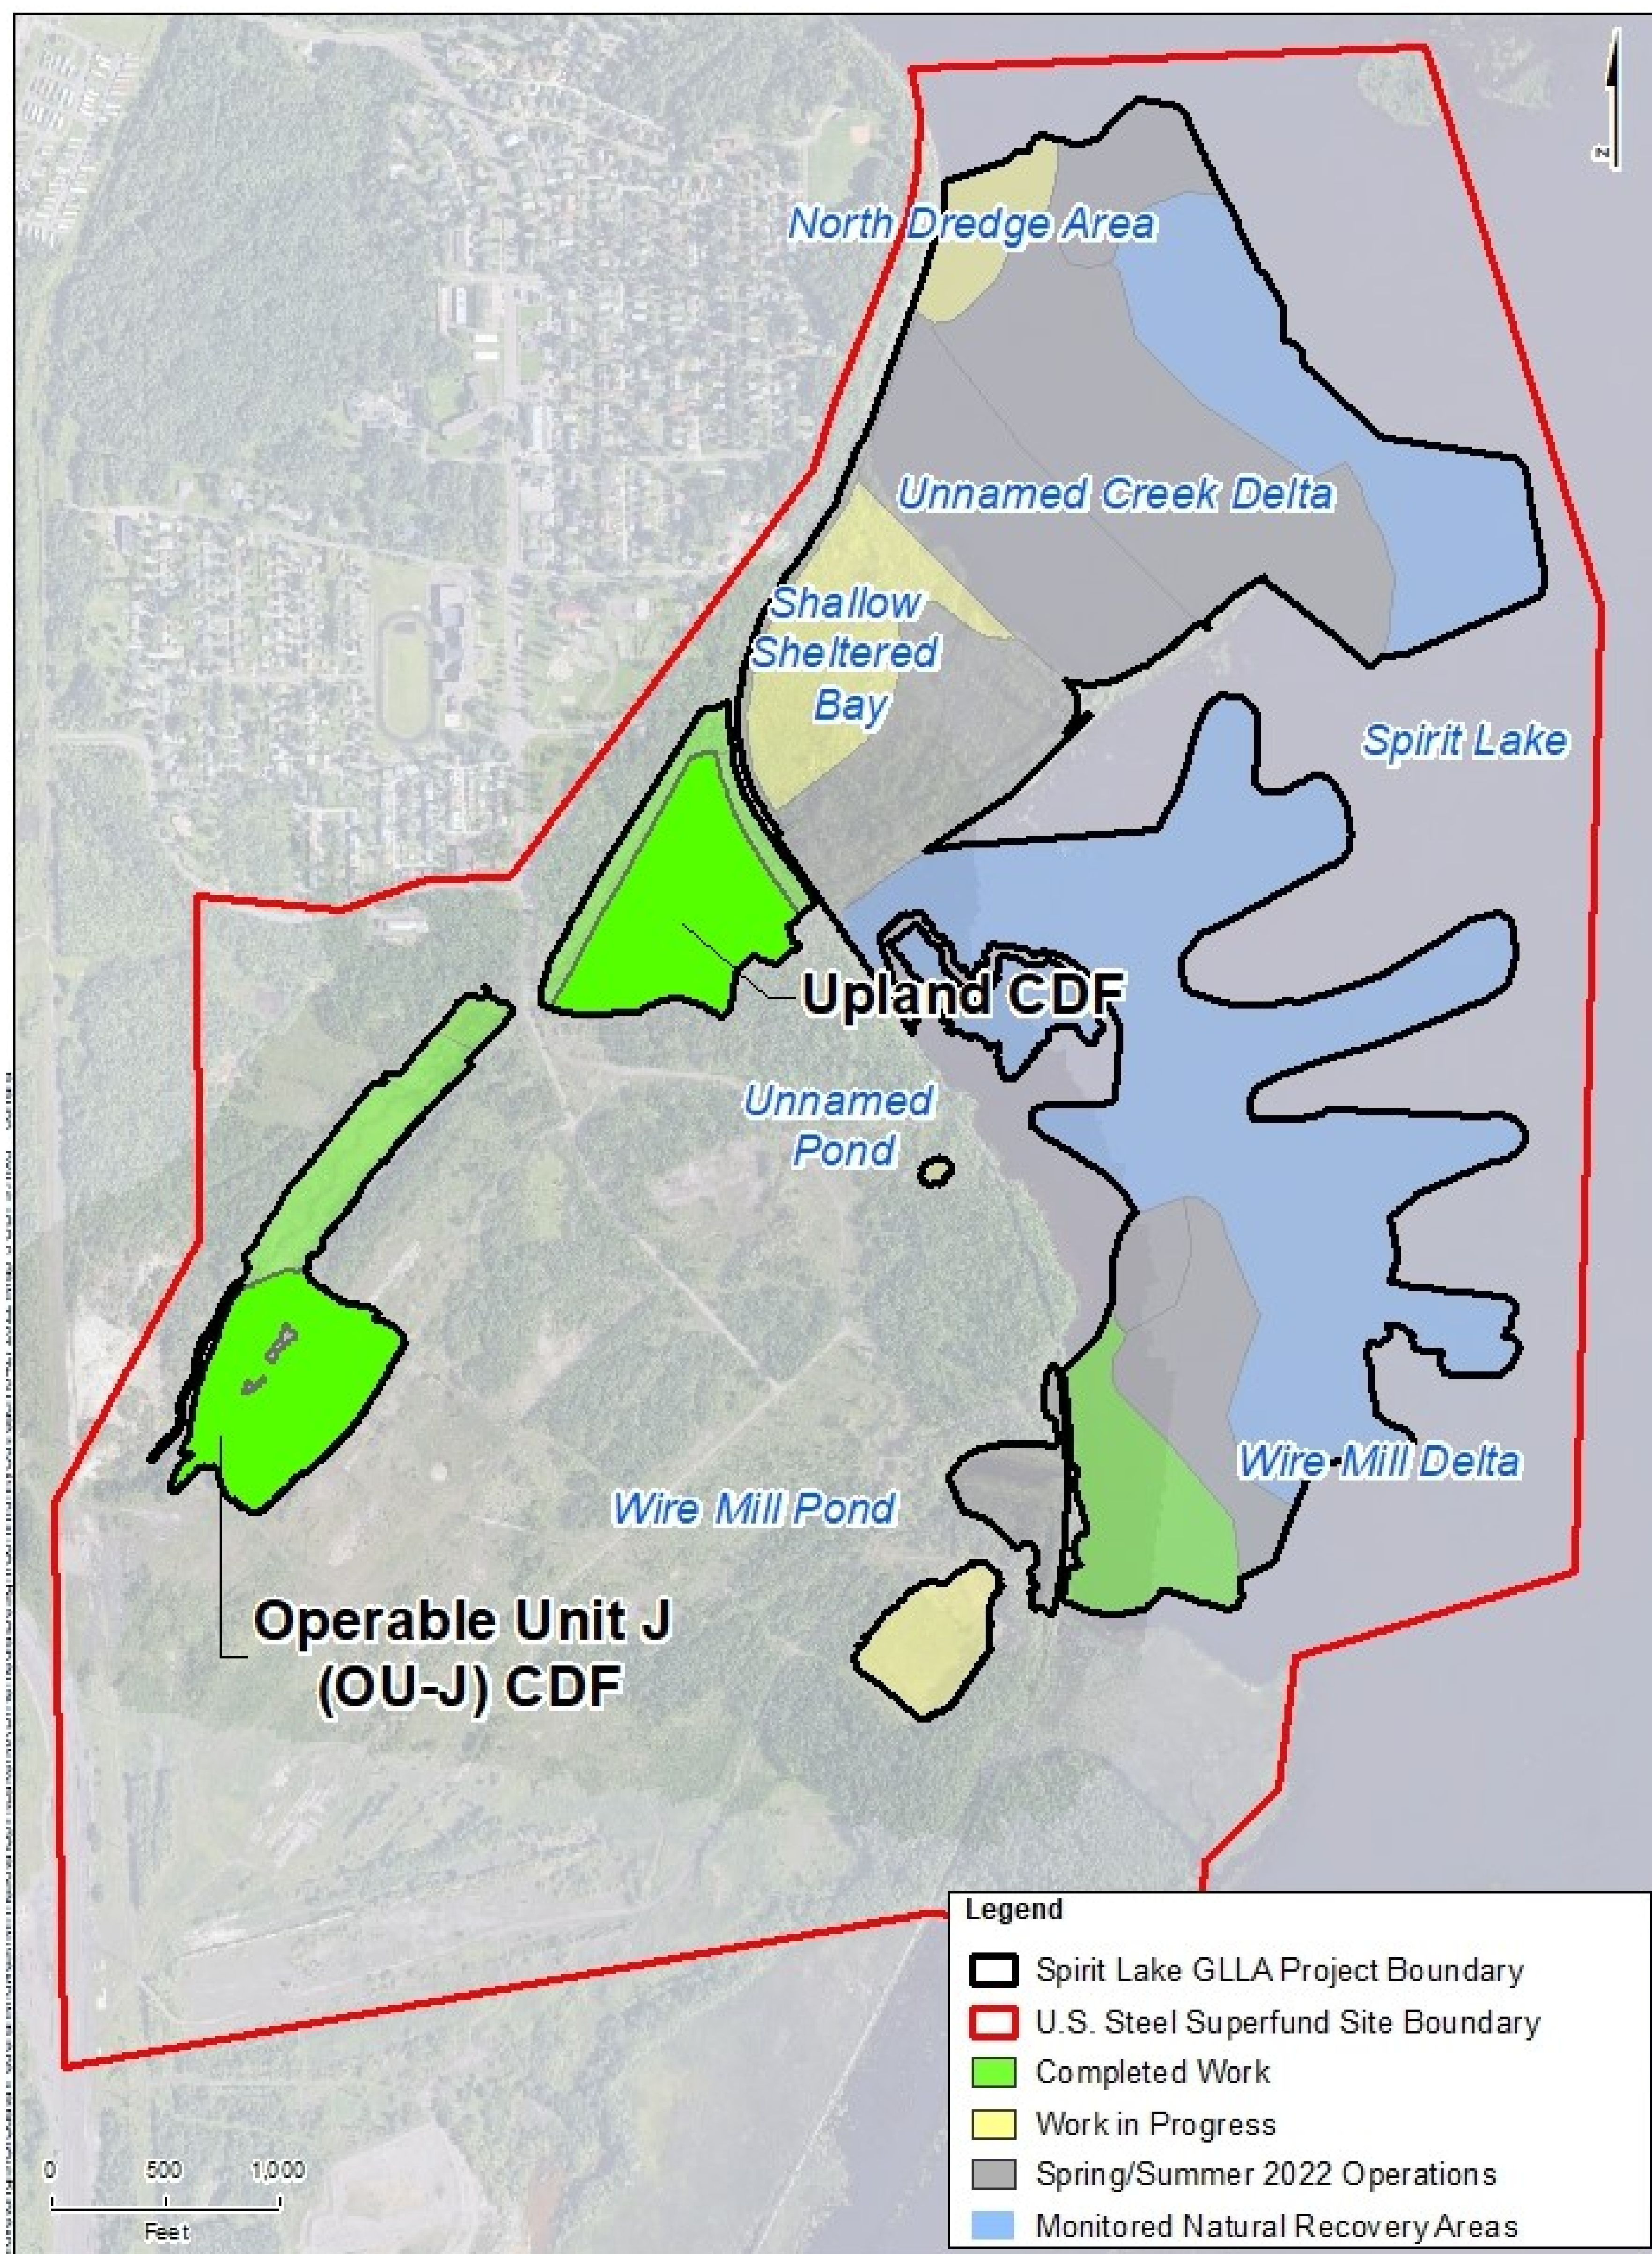 N
North Dredge Area
Unnamed Creek Delta
Shallow
Sheltered
Bay
Spirit Lake
Upland CDF
Unnamed
Pond
Wire Mill Delta
Wire Mill Pond
Operable Unit J
(OU-J) CDF
Legend
Spirit Lake GLLA Project Boundary
U.S. Steel Superfund Site Boundary
Completed Work
Work in Progress
Spring/Summer 2022 Operations
Monitored Natural Recovery Areas
0 500 1,000
Feet